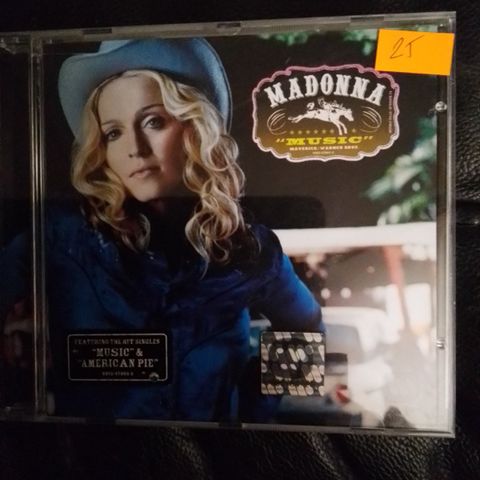 25
MADONNA
"MUSIC"
MAVERICK/WARNER BROS
FEATURING THE HIT SINGLES
"MUSIC" &
"AMERICAN PIE"